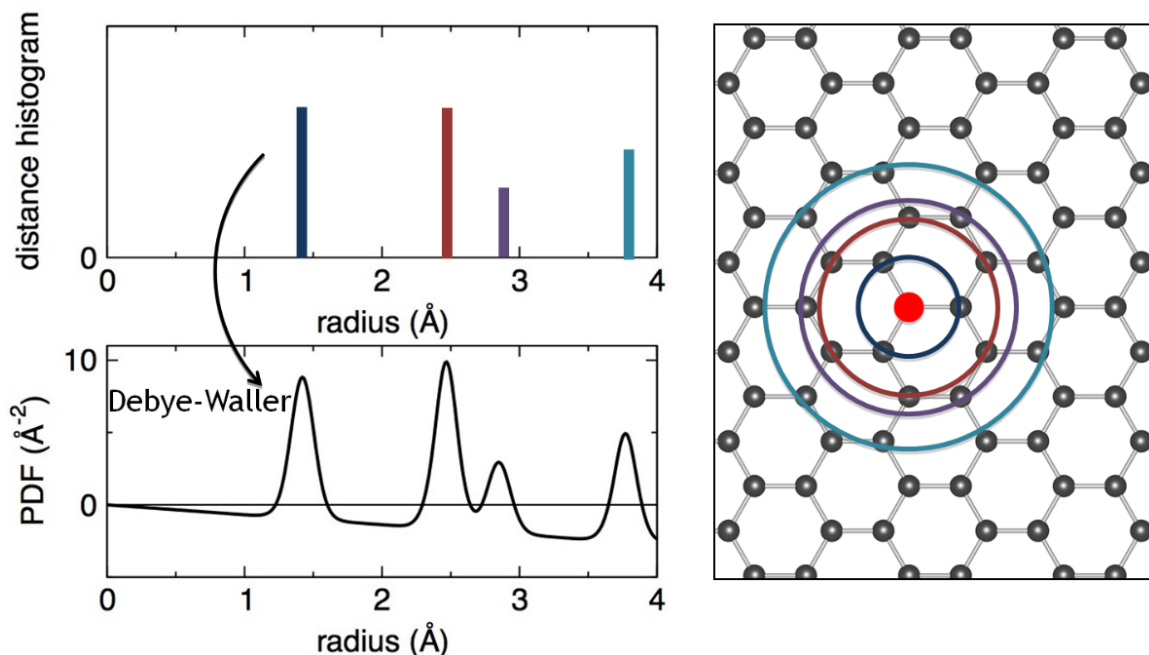 distance histogram
0
0 1 2 3 4
radius (Å)
10
0
PDF (Å⁻²)
Debye-Waller
0 1 2 3 4
radius (Å)